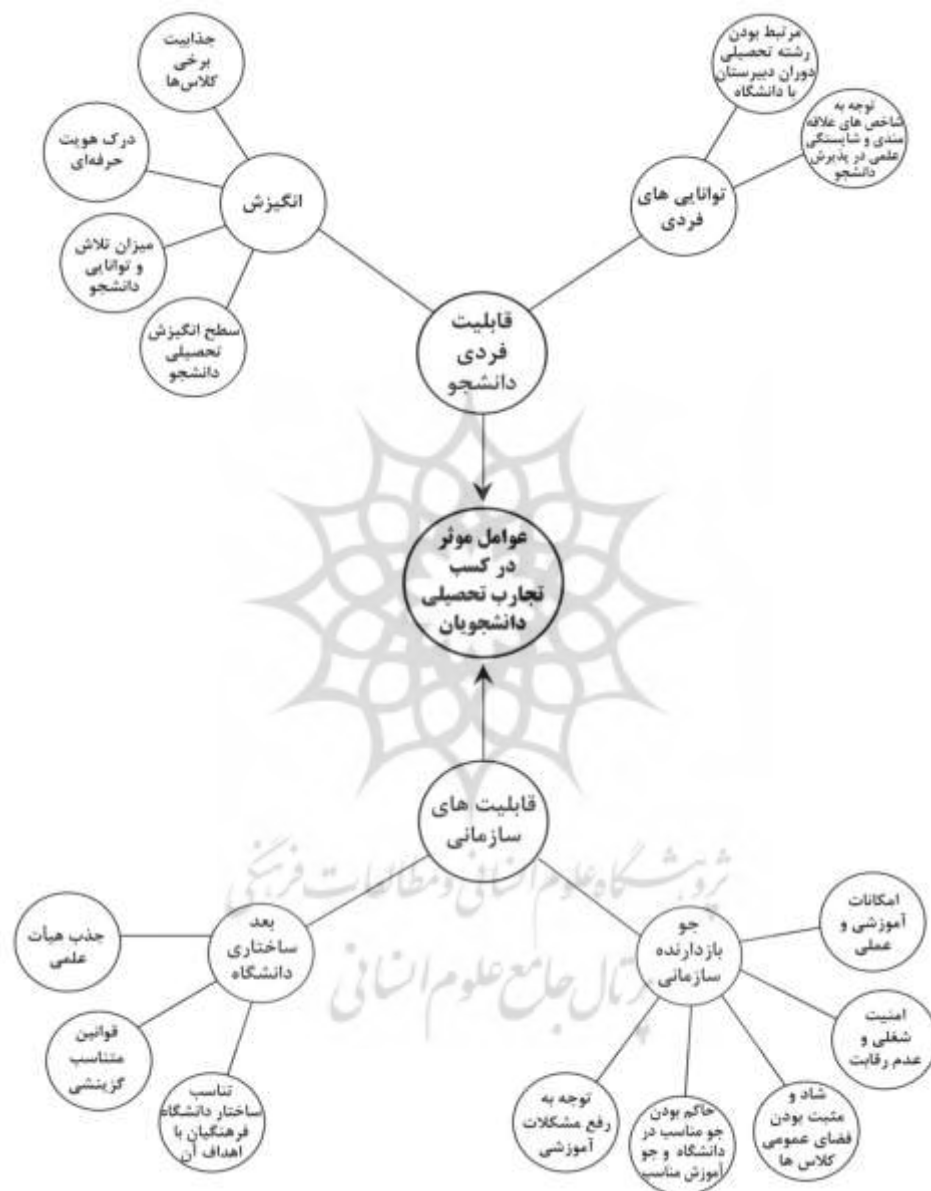 جذابیت
برخی
کلاس‌ها
درک هویت
حرفه‌ای
میزان تلاش
و توانایی
دانشجو
سطح انگیزش
تحصیلی
دانشجو
انگیزش
مرتبط بودن
رشته تحصیلی
دوران دبیرستان
با دانشگاه
توجه به
شاخص های علاقه
مندی و شایستگی
علمی در پذیرش
دانشجو
توانایی های
فردی
قابلیت
فردی
دانشجو
عوامل موثر
در کسب
تجارب تحصیلی
دانشجویان
قابلیت های
سازمانی
پژوهشگاه علوم انسانی و مطالعات فرهنگی
پرتال جامع علوم انسانی
بعد
ساختاری
دانشگاه
جذب هیأت
علمی
قوانین
متناسب
گزینشی
تناسب
ساختار دانشگاه
فرهنگیان با
اهداف آن
جو
بازدارنده
سازمانی
امکانات
آموزشی و
عملی
امنیت
شغلی و
عدم رقابت
شاد و
مثبت بودن
فضای عمومی
کلاس ها
حاکم بودن
جو مناسب در
دانشگاه و جو
آموزش مناسب
توجه به
رفع مشکلات
آموزشی